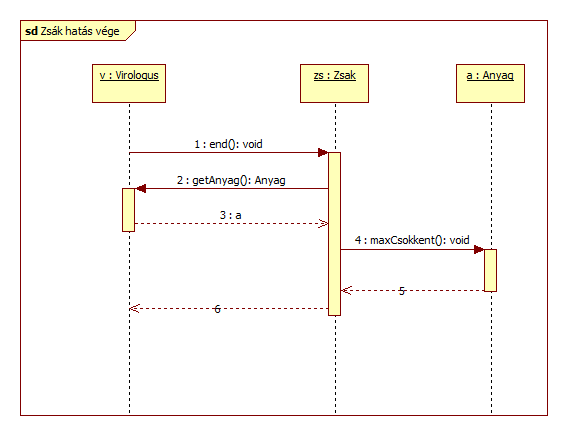 sd Zsák hatás vége
v : Virologus
zs : Zsak
a : Anyag
1 : end(): void
2 : getAnyag(): Anyag
3 : a
4 : maxCsokkent(): void
5
6